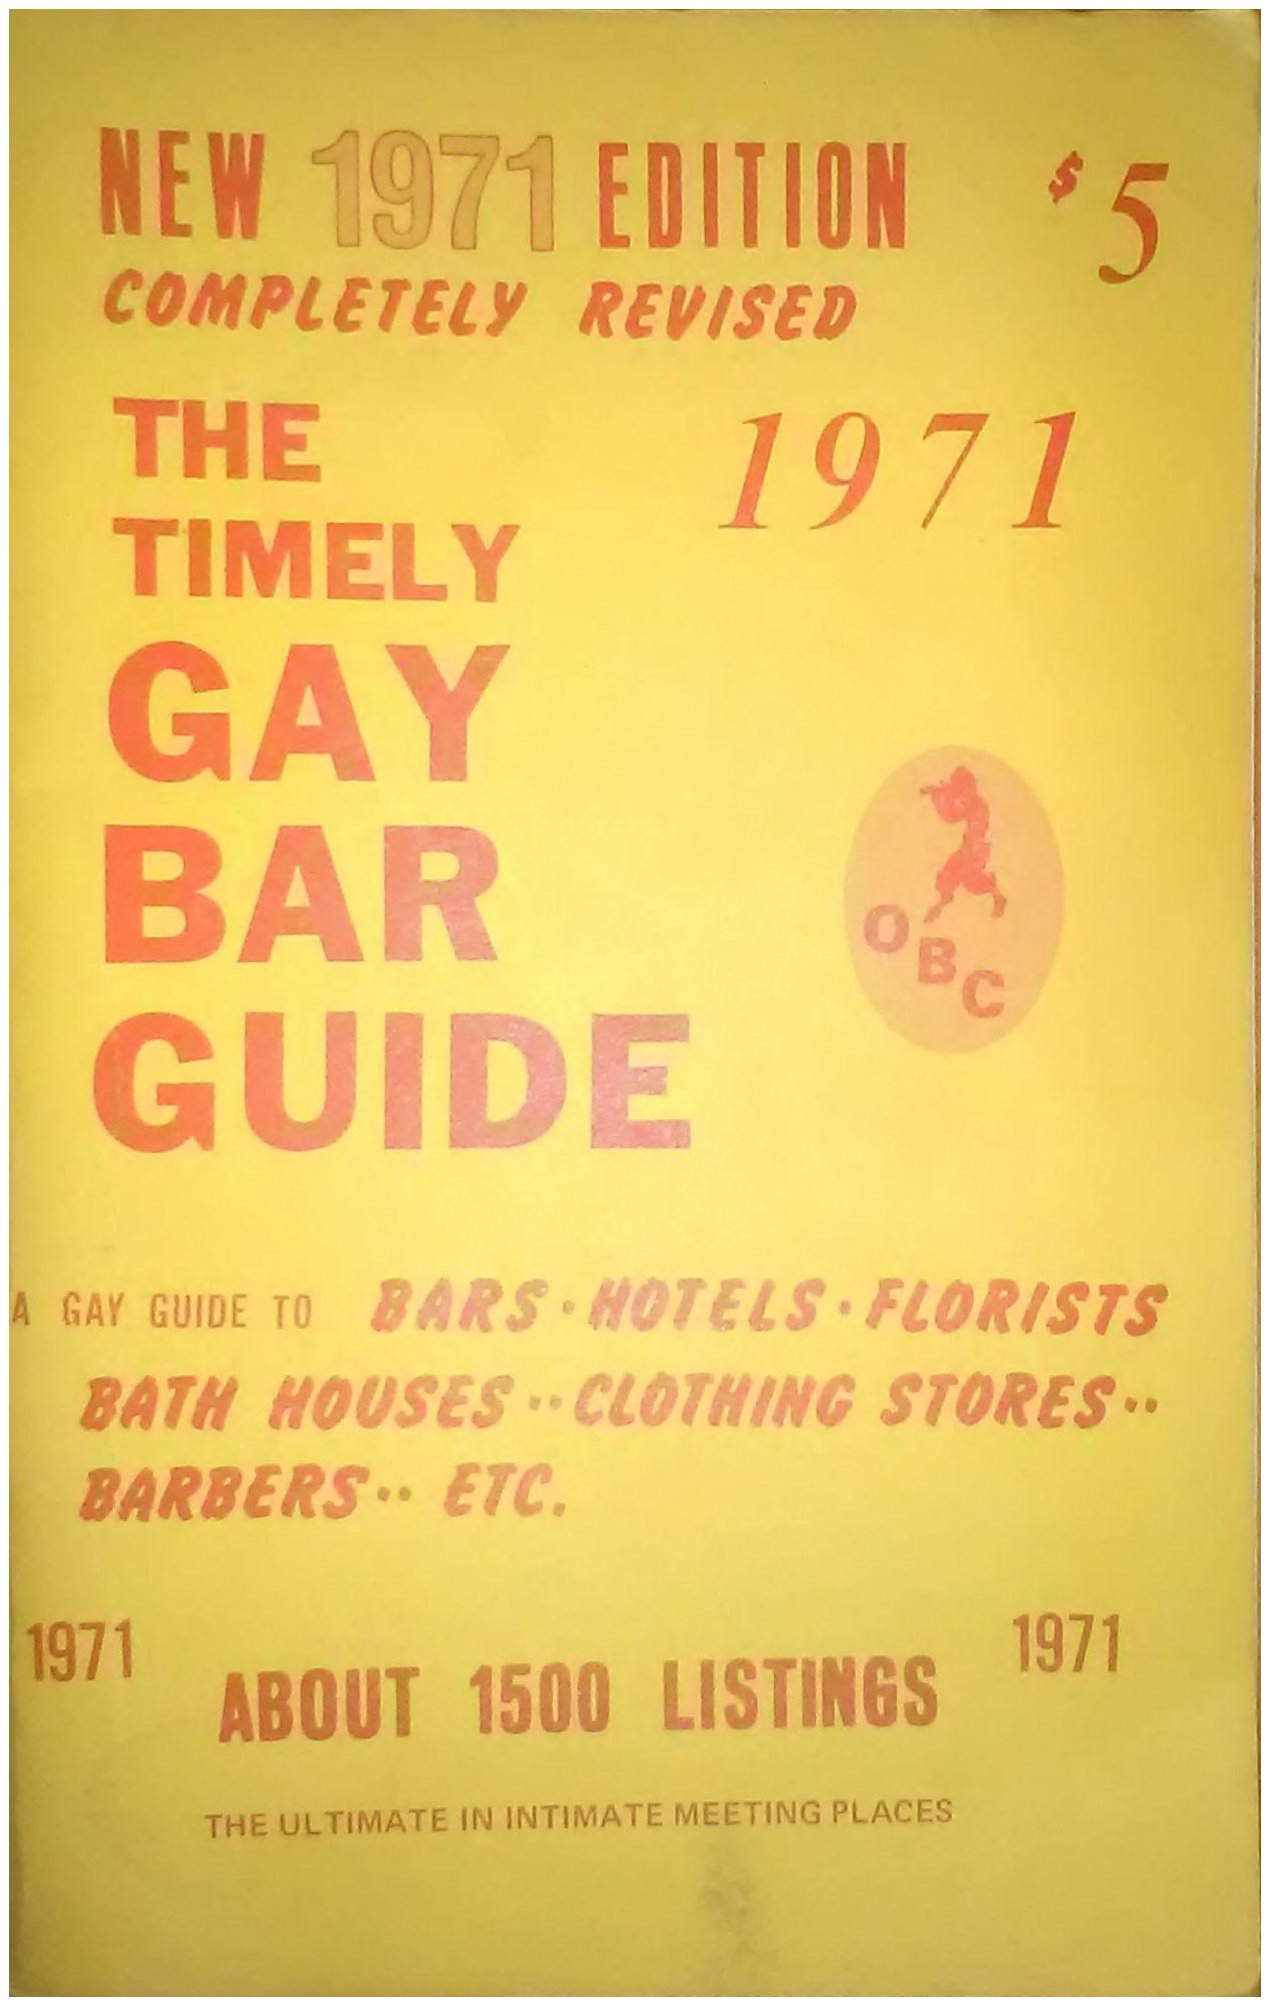 NEW 1971 EDITION $5
COMPLETELY REVISED
THE 1971
TIMELY
GAY
BAR
GUIDE
O
B
C
A GAY GUIDE TO BARS · HOTELS · FLORISTS
BATH HOUSES ·· CLOTHING STORES ··
BARBERS ·· ETC.
1971 1971
ABOUT 1500 LISTINGS
THE ULTIMATE IN INTIMATE MEETING PLACES